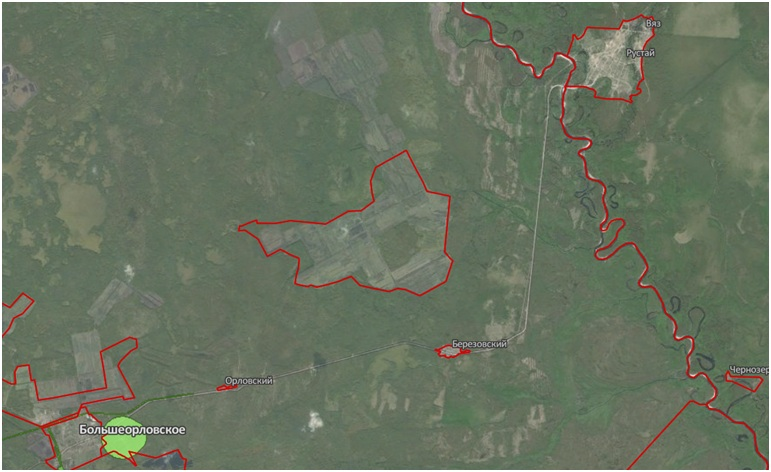 Вяз
Рустай
Березовский
Чернозер
Орловский
Большеорловское